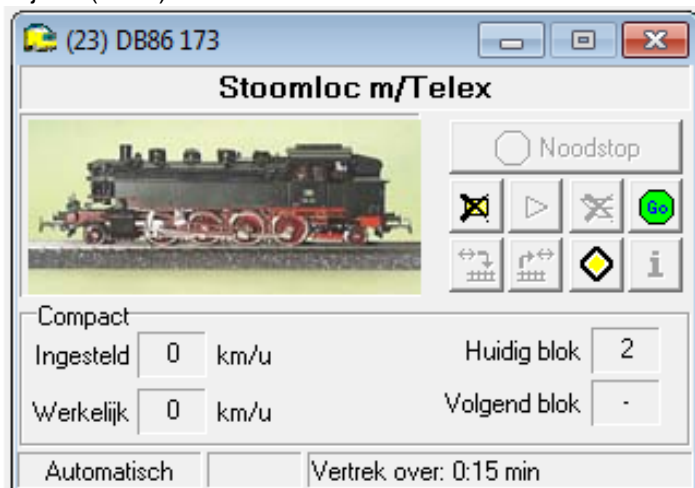 (23) DB86 173
Stoomloc m/Telex
Noodstop
Go
i
Compact
Ingesteld 0 km/u
Huidig blok 2
Werkelijk 0 km/u
Volgend blok -
Automatisch
Vertrek over: 0:15 min